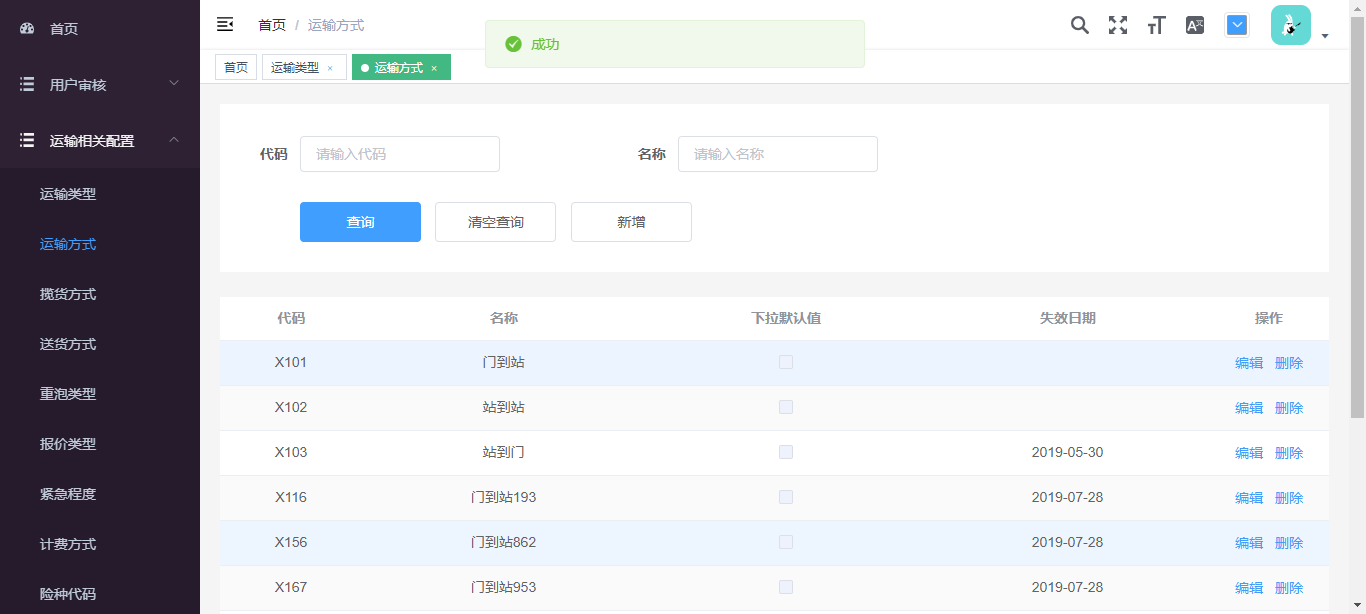 首页
用户审核
运输相关配置
运输类型
运输方式
揽货方式
送货方式
重泡类型
报价类型
紧急程度
计费方式
险种代码
首页 / 运输方式
成功
首页 运输类型 × 运输方式 ×
代码 请输入代码 名称 请输入名称
查询 清空查询 新增
代码 名称 下拉默认值 失效日期 操作
X101 门到站 编辑 删除
X102 站到站 编辑 删除
X103 站到门 2019-05-30 编辑 删除
X116 门到站193 2019-07-28 编辑 删除
X156 门到站862 2019-07-28 编辑 删除
X167 门到站953 2019-07-28 编辑 删除